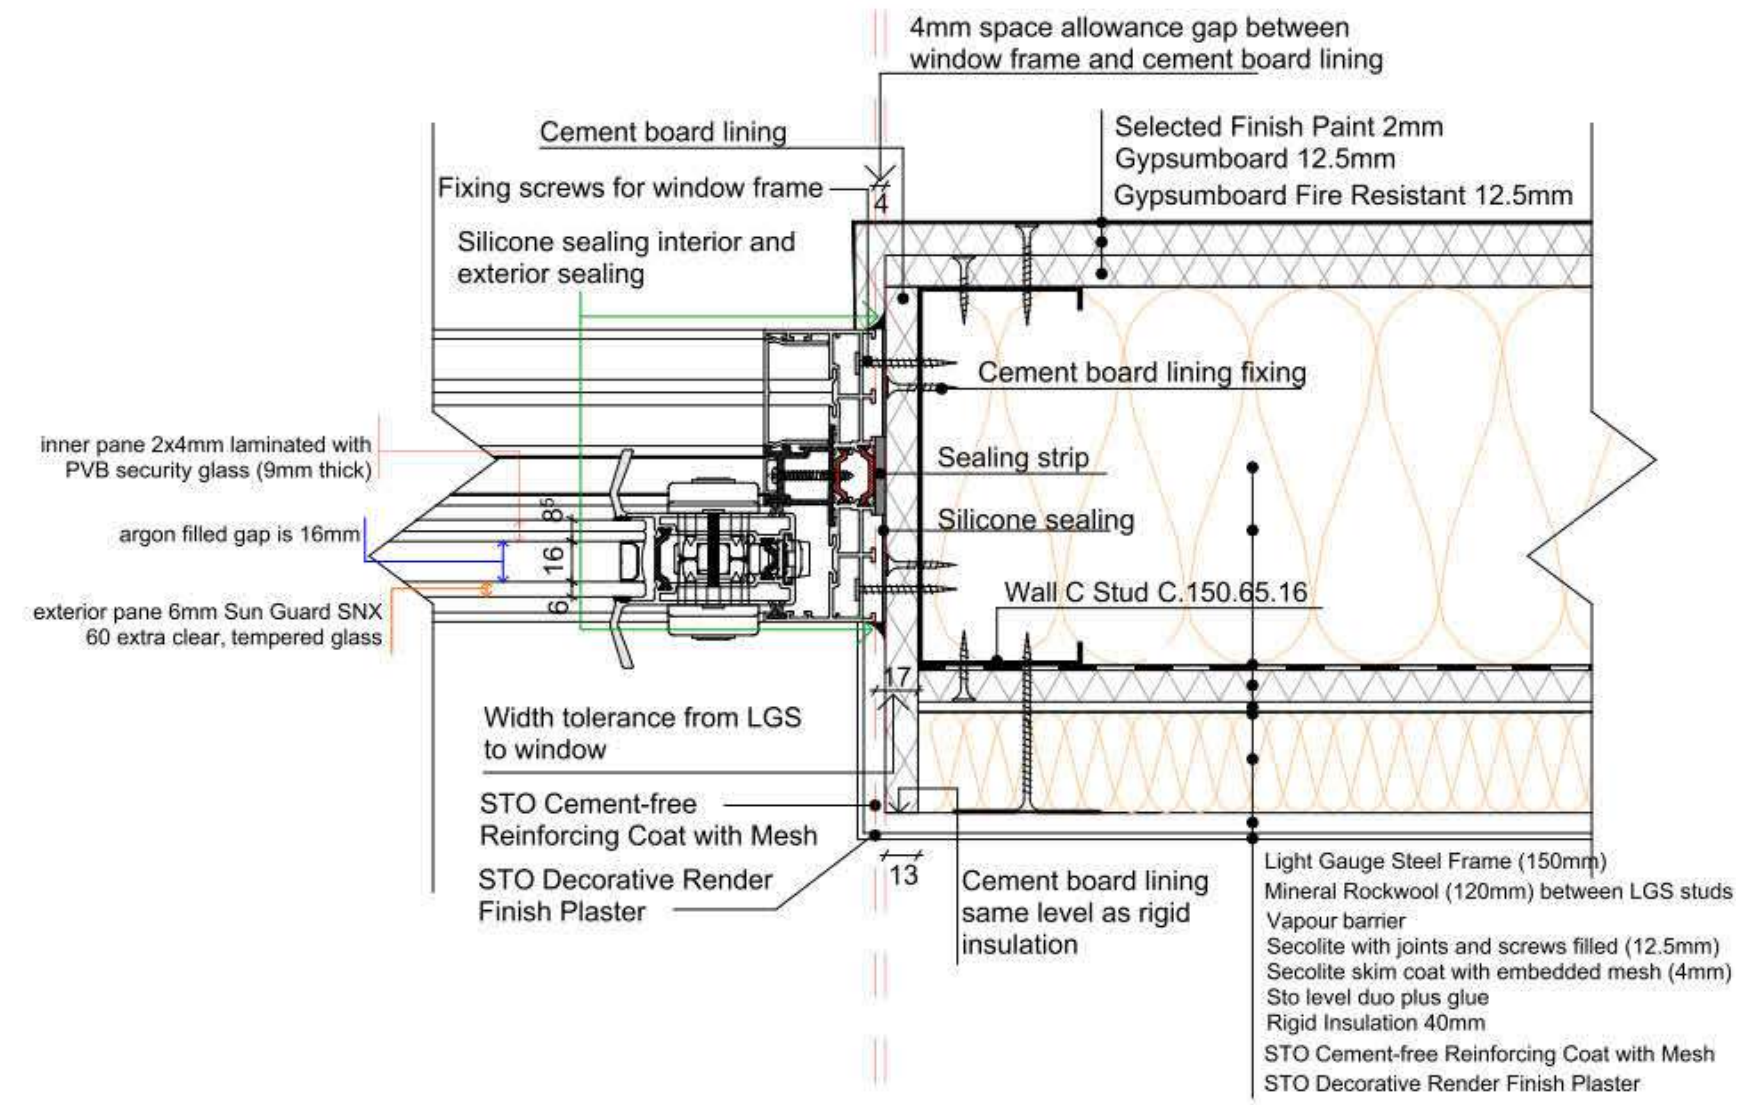 4mm space allowance gap between
window frame and cement board lining
Cement board lining
Selected Finish Paint 2mm
Gypsumboard 12.5mm
Gypsumboard Fire Resistant 12.5mm
Fixing screws for window frame
4
Silicone sealing interior and
exterior sealing
Cement board lining fixing
inner pane 2x4mm laminated with
PVB security glass (9mm thick)
Sealing strip
8⁵
Silicone sealing
argon filled gap is 16mm
16
Wall C Stud C.150.65.16
exterior pane 6mm Sun Guard SNX
60 extra clear, tempered glass
6
17
Width tolerance from LGS
to window
STO Cement-free
Reinforcing Coat with Mesh
STO Decorative Render
Finish Plaster
13
Cement board lining
same level as rigid
insulation
Light Gauge Steel Frame (150mm)
Mineral Rockwool (120mm) between LGS studs
Vapour barrier
Secolite with joints and screws filled (12.5mm)
Secolite skim coat with embedded mesh (4mm)
Sto level duo plus glue
Rigid Insulation 40mm
STO Cement-free Reinforcing Coat with Mesh
STO Decorative Render Finish Plaster